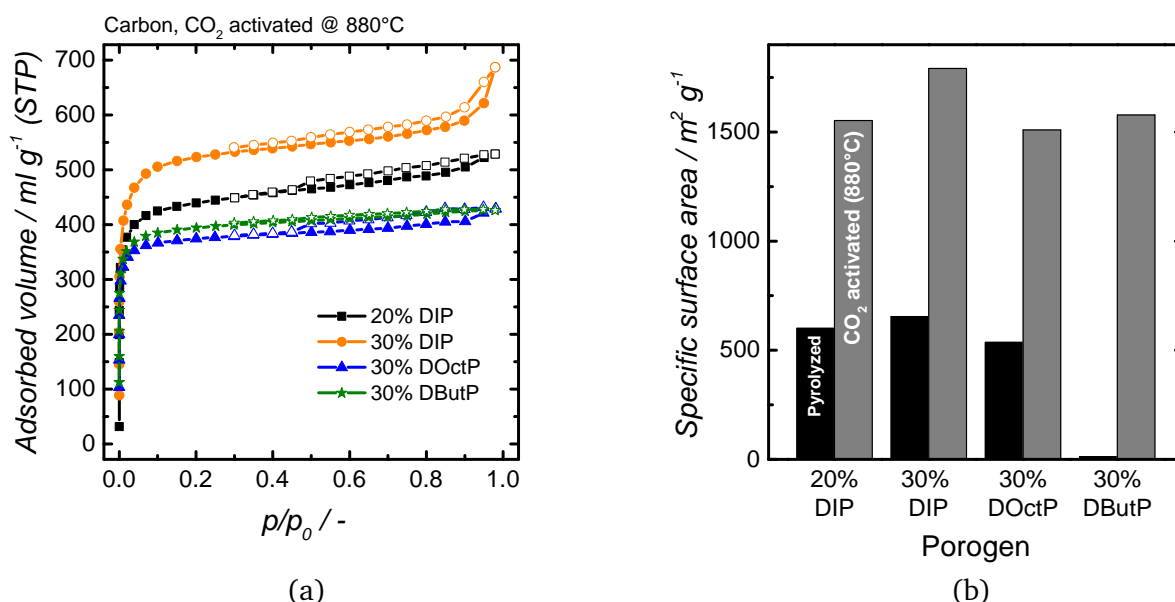 Carbon, CO2 activated @ 880°C
Adsorbed volume / ml g-1 (STP)
700
600
500
400
300
200
100
0
20% DIP
30% DIP
30% DOctP
30% DButP
0.0 0.2 0.4 0.6 0.8 1.0
p/p0 / -
(a)
Specific surface area / m2 g-1
1500
1000
500
0
Pyrolyzed
CO2 activated (880°C)
20% 30% 30% 30%
DIP DIP DOctP DButP
Porogen
(b)